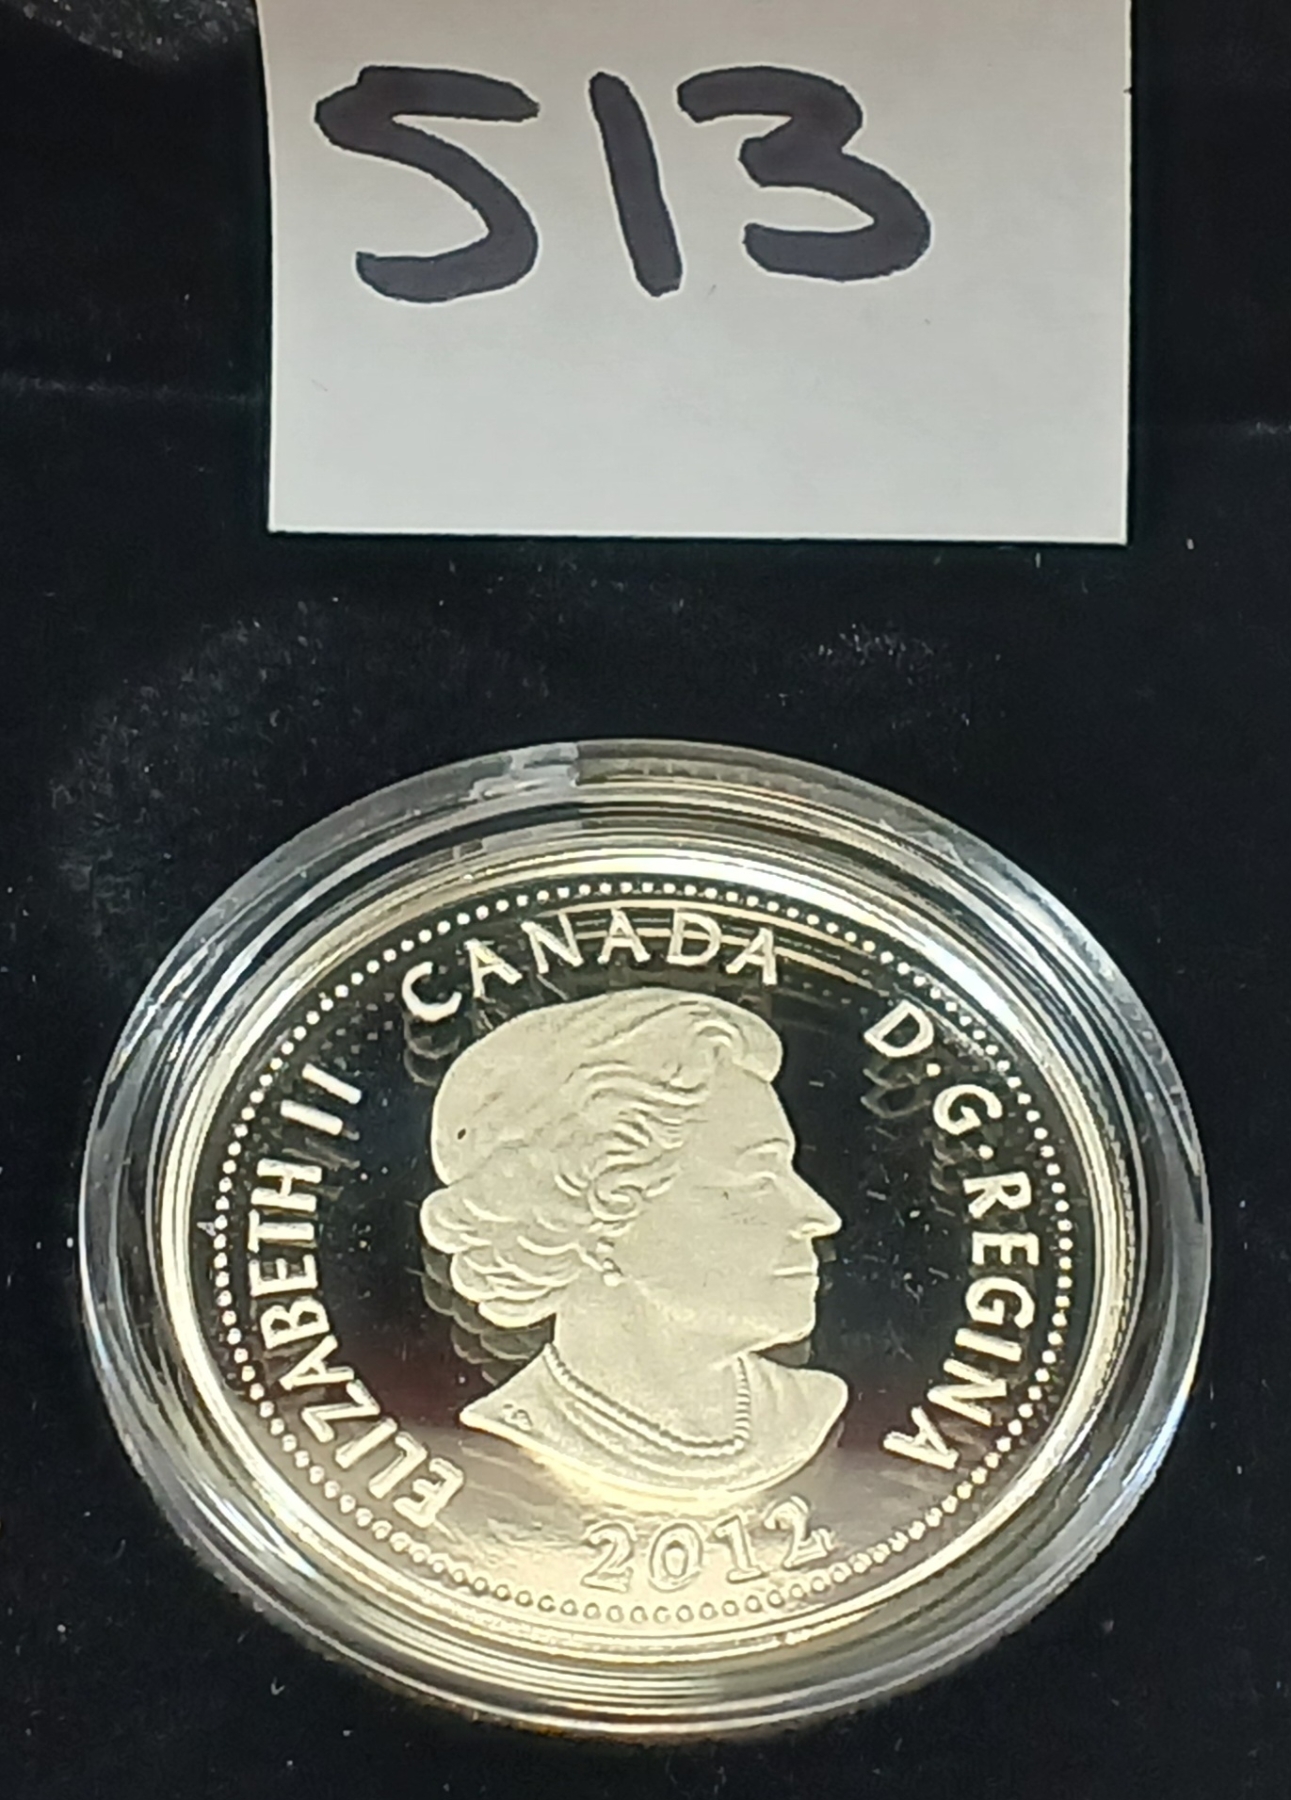 513
ELIZABETH II CANADA D·G·REGINA
2012